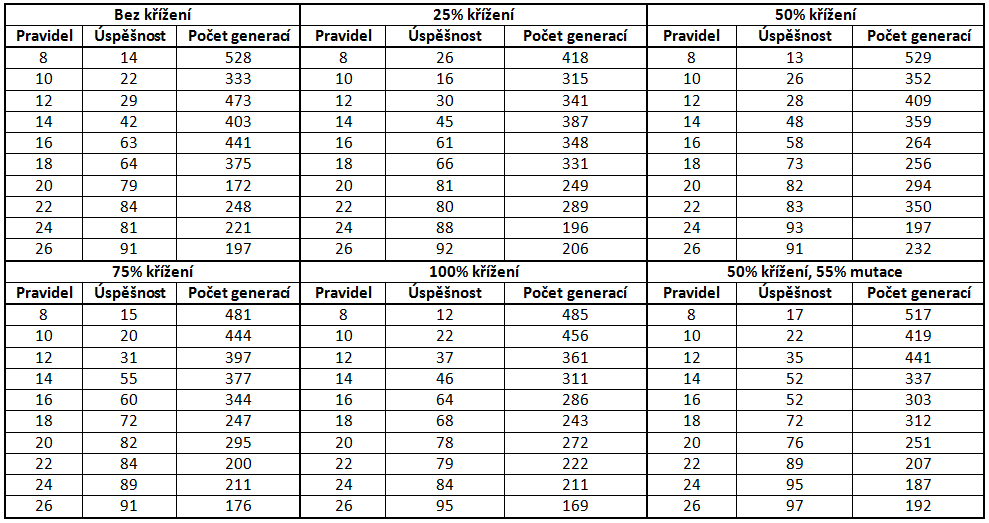 Bez křížení 25% křížení 50% křížení
Pravidel Úspěšnost Počet generací Pravidel Úspěšnost Počet generací Pravidel Úspěšnost Počet generací
8 14 528 8 26 418 8 13 529
10 22 333 10 16 315 10 26 352
12 29 473 12 30 341 12 28 409
14 42 403 14 45 387 14 48 359
16 63 441 16 61 348 16 58 264
18 64 375 18 66 331 18 73 256
20 79 172 20 81 249 20 82 294
22 84 248 22 80 289 22 83 350
24 81 221 24 88 196 24 93 197
26 91 197 26 92 206 26 91 232
75% křížení 100% křížení 50% křížení, 55% mutace
Pravidel Úspěšnost Počet generací Pravidel Úspěšnost Počet generací Pravidel Úspěšnost Počet generací
8 15 481 8 12 485 8 17 517
10 20 444 10 22 456 10 22 419
12 31 397 12 37 361 12 35 441
14 55 377 14 46 311 14 52 337
16 60 344 16 64 286 16 52 303
18 72 247 18 68 243 18 72 312
20 82 295 20 78 272 20 76 251
22 84 200 22 79 222 22 89 207
24 89 211 24 84 211 24 95 187
26 91 176 26 95 169 26 97 192